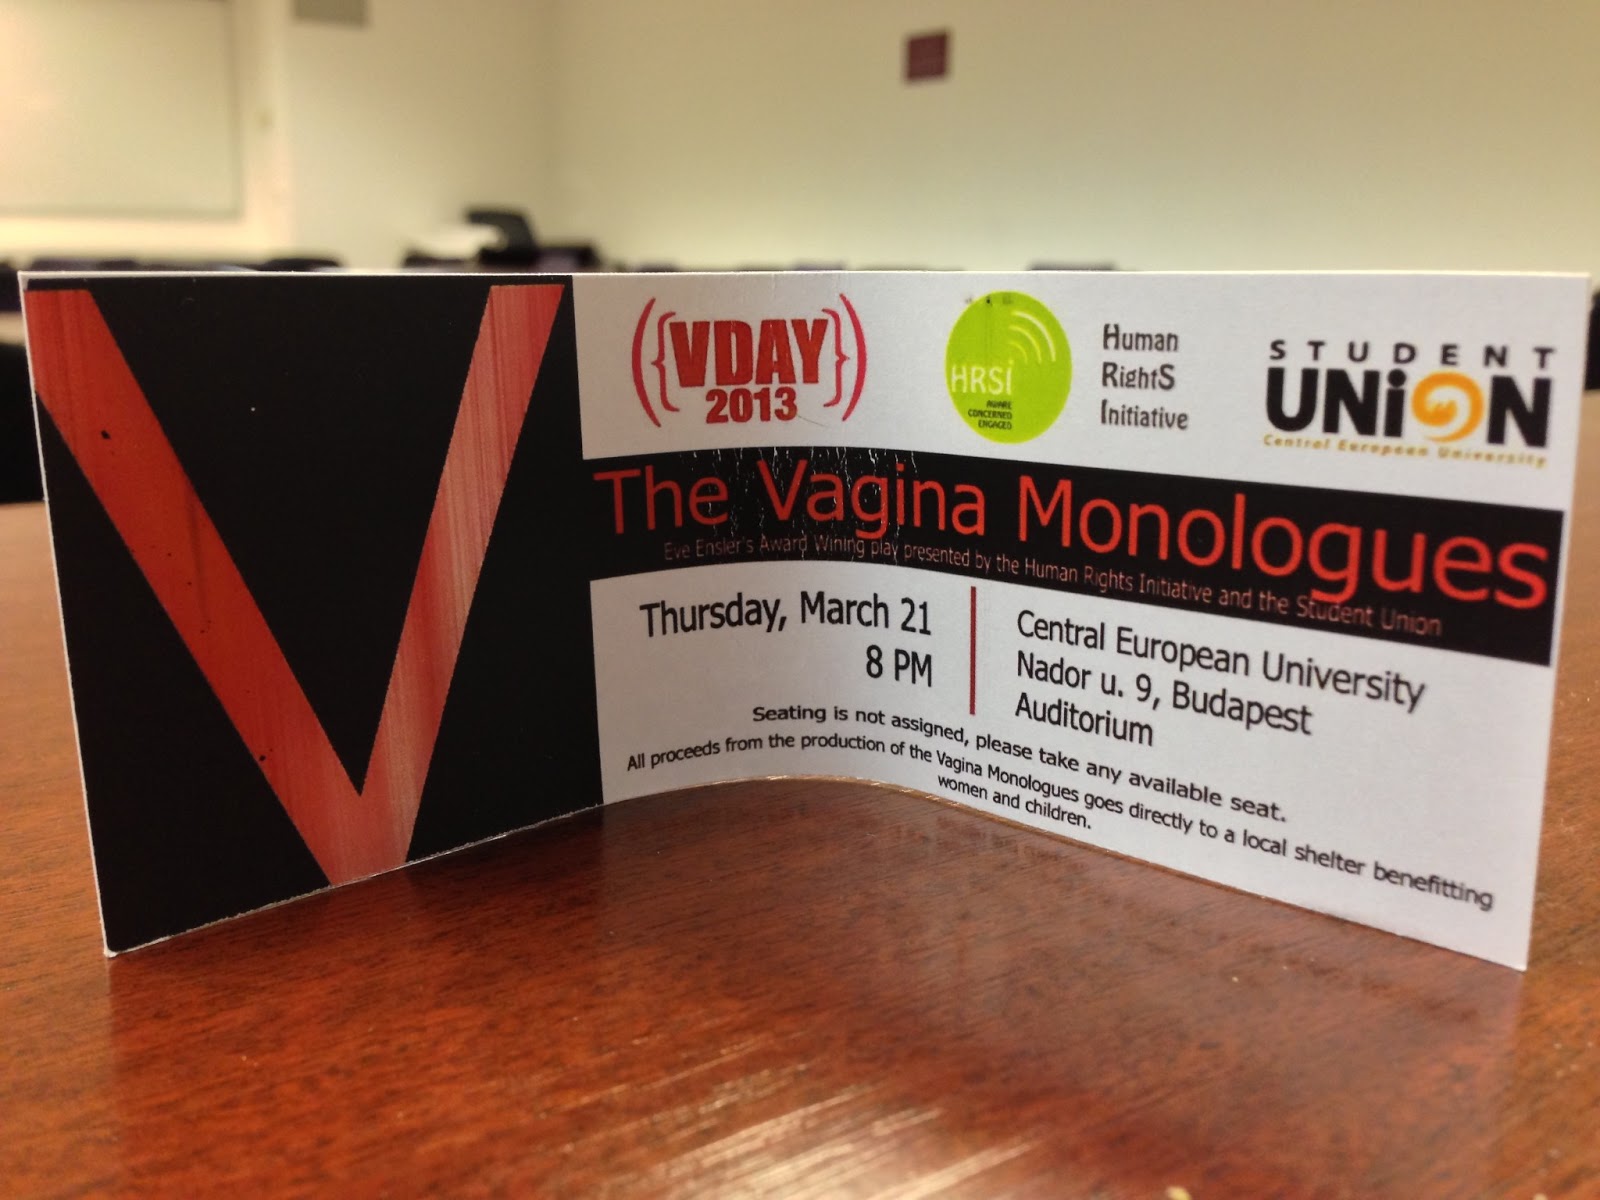 V
VDAY
2013
HRSi
AWARE
CONCERNED
ENGAGED
Human
RightS
Initiative
STUDENT
UNiON
Central European University
The Vagina Monologues
Eve Ensler's Award Wining play presented by the Human Rights Initiative and the Student Union
Thursday, March 21
8 PM
Central European University
Nador u. 9, Budapest
Auditorium
Seating is not assigned, please take any available seat.
All proceeds from the production of the Vagina Monologues goes directly to a local shelter benefitting
women and children.